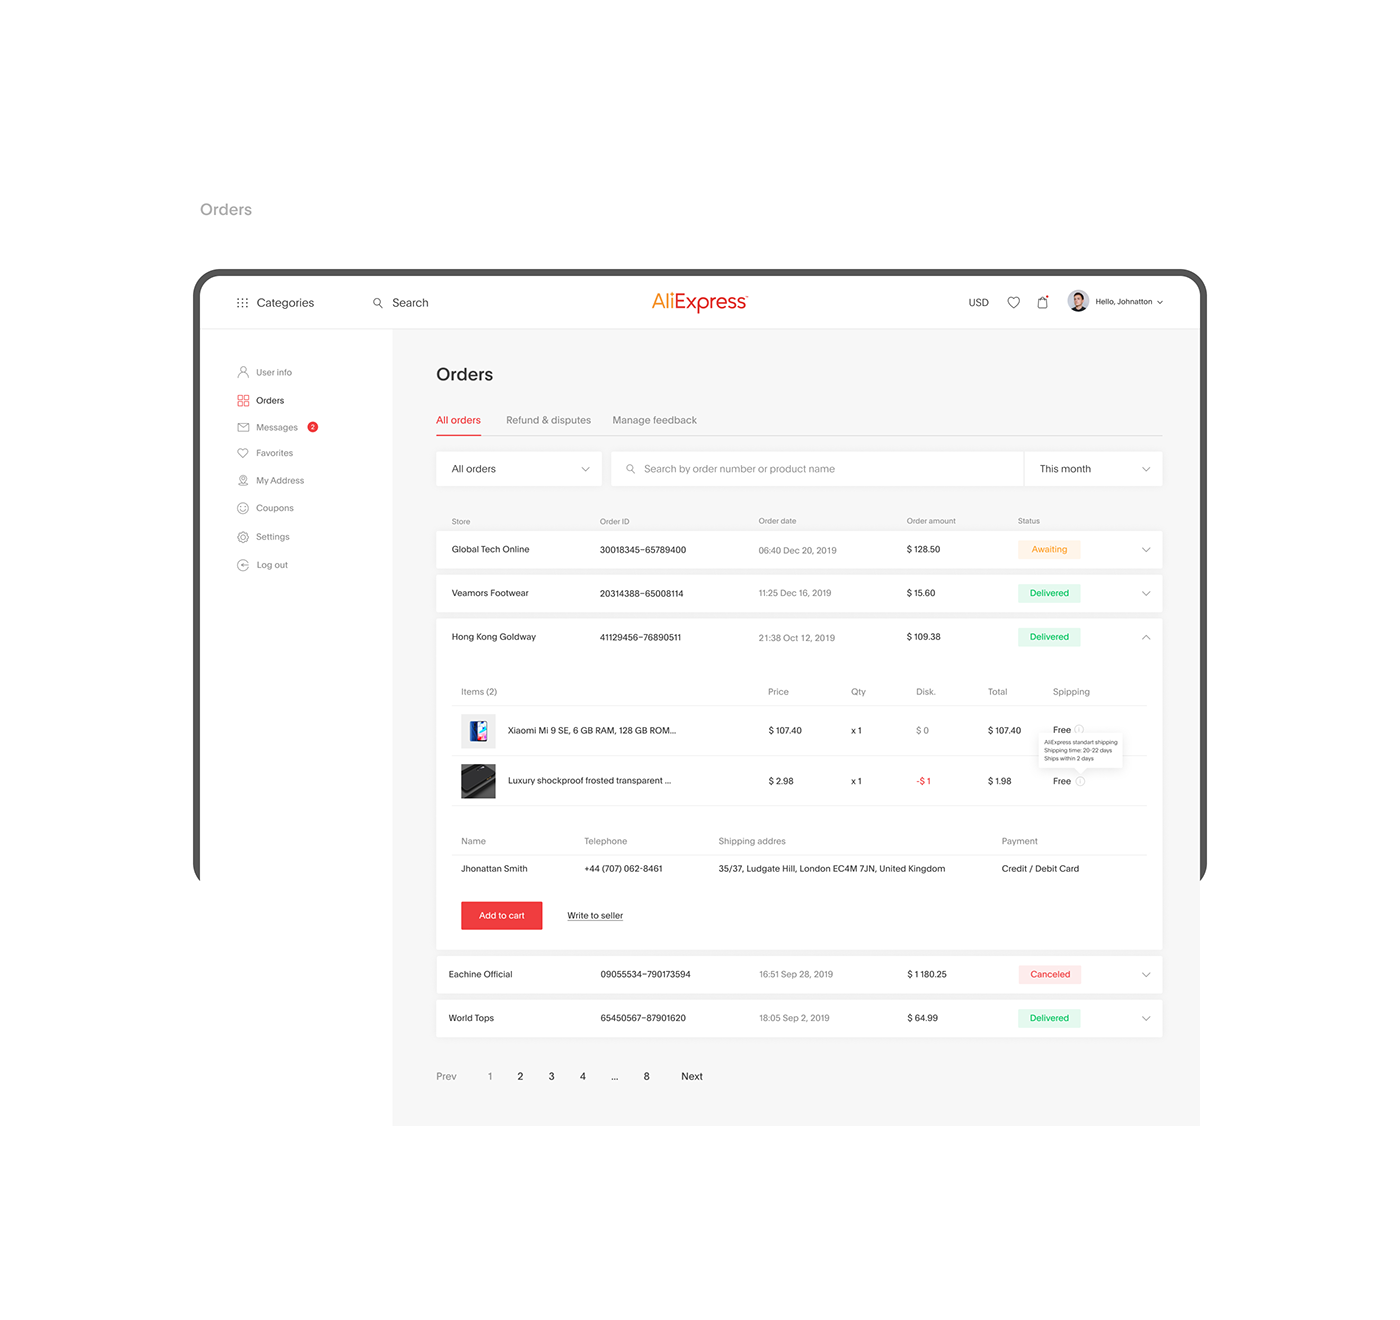 Orders
Categories Search AliExpress USD Hello, Johnatton
User info
Orders
Messages 2
Favorites
My Address
Coupons
Settings
Log out
Orders
All orders Refund & disputes Manage feedback
All orders Search by order number or product name This month
Store Order ID Order date Order amount Status
Global Tech Online 30018345-65789400 06:40 Dec 20, 2019 $ 128.50 Awaiting
Veamors Footwear 20314388-65008114 11:25 Dec 16, 2019 $ 15.60 Delivered
Hong Kong Goldway 41129456-76890511 21:38 Oct 12, 2019 $ 109.38 Delivered
Items (2) Price Qty Disk. Total Spipping
Xiaomi Mi 9 SE, 6 GB RAM, 128 GB ROM... $ 107.40 x 1 $ 0 $ 107.40 Free
AliExpress standart shipping
Shipping time: 20-22 days
Ships within 2 days
Luxury shockproof frosted transparent ... $ 2.98 x 1 -$ 1 $ 1.98 Free
Name Telephone Shipping addres Payment
Jhonattan Smith +44 (707) 062-8461 35/37, Ludgate Hill, London EC4M 7JN, United Kingdom Credit / Debit Card
Add to cart Write to seller
Eachine Official 09055534-790173594 16:51 Sep 28, 2019 $ 1 180.25 Canceled
World Tops 65450567-87901620 18:05 Sep 2, 2019 $ 64.99 Delivered
Prev 1 2 3 4 ... 8 Next